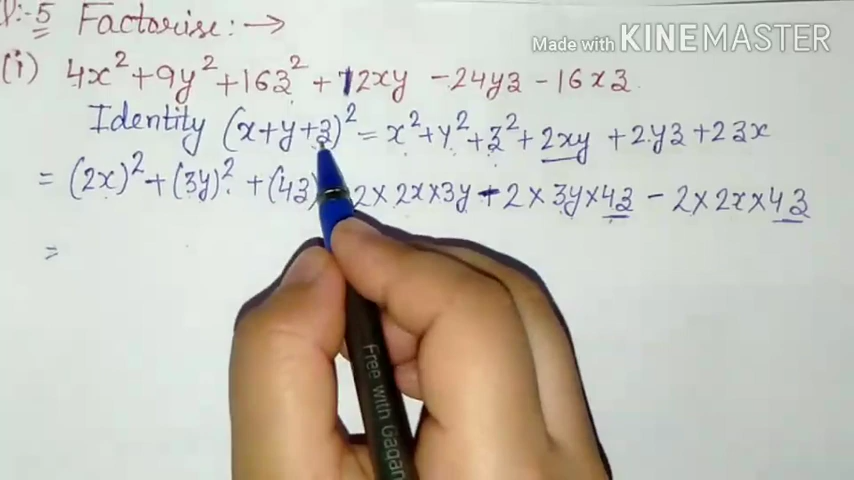 Q:-5 Factorise:→
Made with KINEMASTER
(i) 4x² + 9y² + 16z² + 12xy - 24yz - 16xz
Identity (x+y+z)² = x² + y² + z² + 2xy + 2yz + 2zx
= (2x)² + (3y)² + (4z) 2 × 2x × 3y - 2 × 3y × 4z - 2 × 2x × 4z
=
Free with Gagan